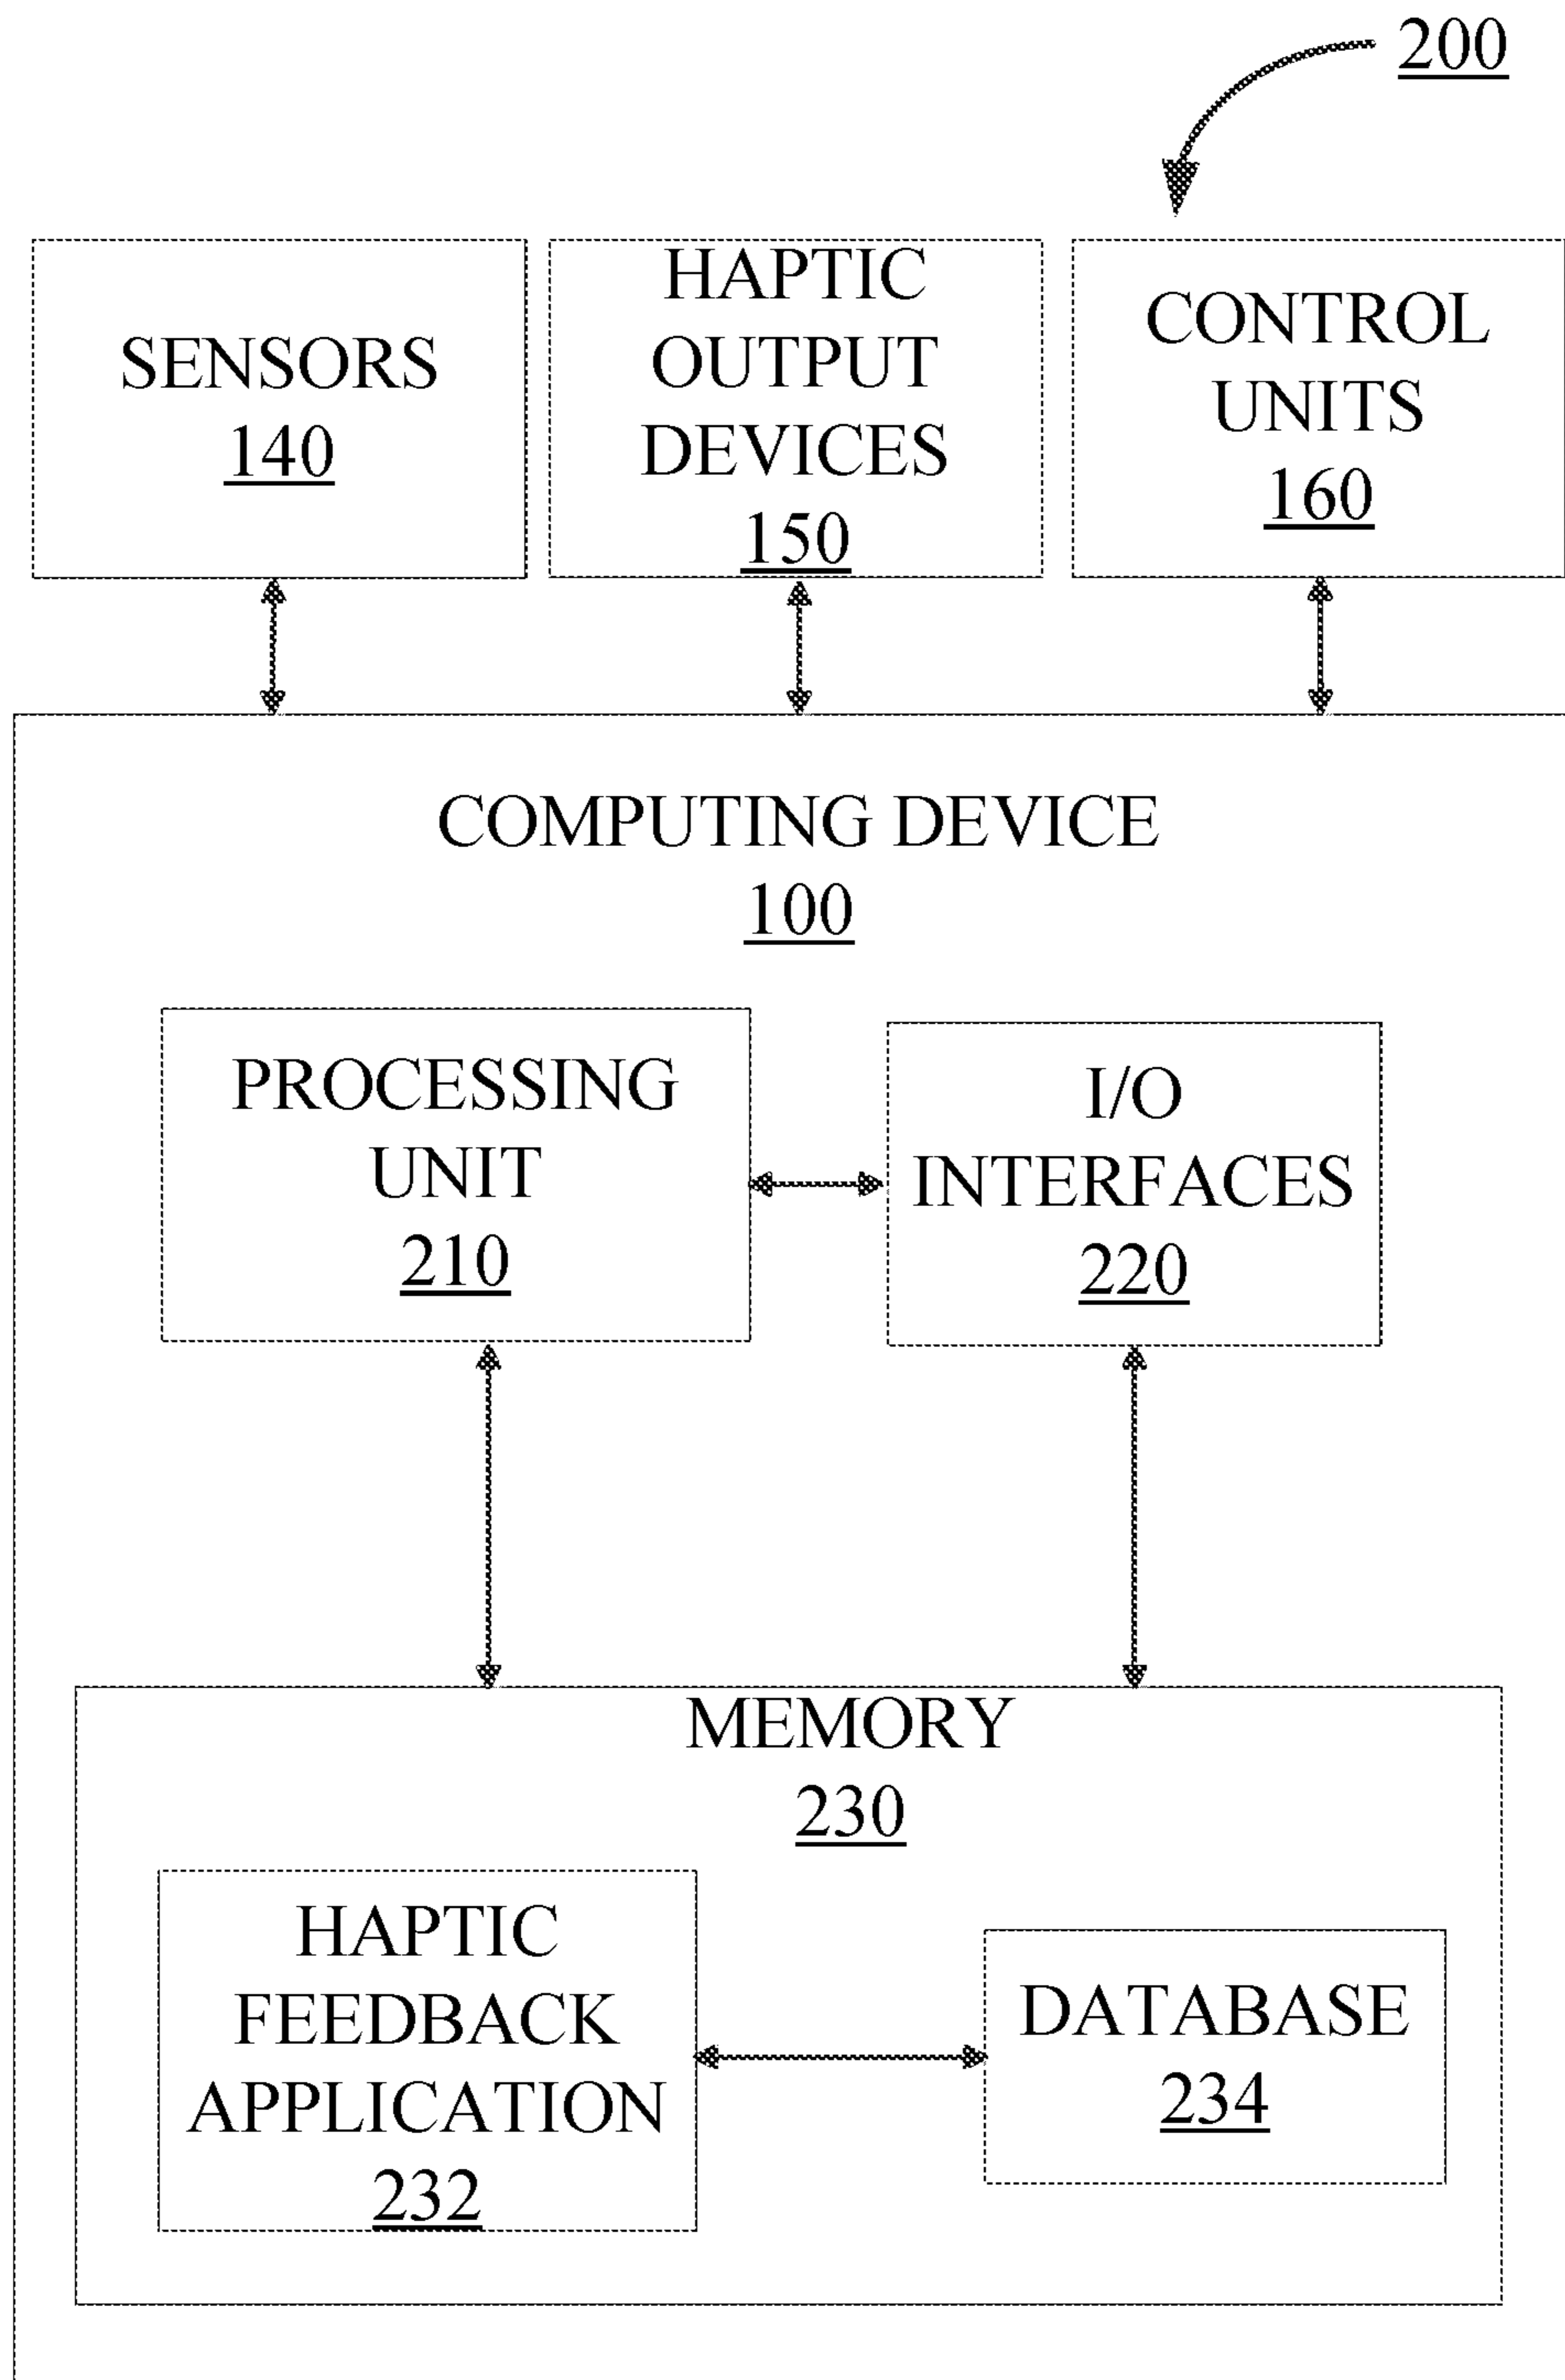 200
SENSORS
140
HAPTIC
OUTPUT
DEVICES
150
CONTROL
UNITS
160
COMPUTING DEVICE
100
PROCESSING
UNIT
210
I/O
INTERFACES
220
MEMORY
230
HAPTIC
FEEDBACK
APPLICATION
232
DATABASE
234